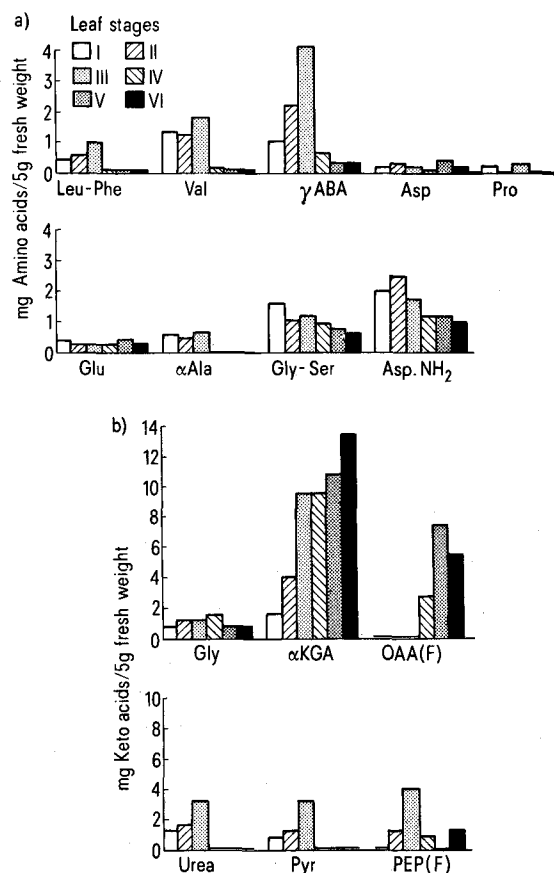 a)
Leaf stages
I II
III IV
V VI
mg Amino acids/5g fresh weight
4
3
2
1
0
Leu-Phe Val γABA Asp Pro
4
3
2
1
0
Glu αAla Gly-Ser Asp.NH₂
b)
mg Keto acids/5g fresh weight
14
12
10
8
6
4
2
0
Gly αKGA OAA(F)
10
8
6
4
2
0
Urea Pyr PEP(F)